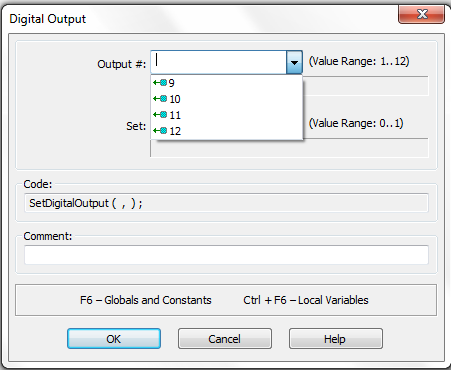 Digital Output
Output #:
(Value Range: 1..12)
9
10
11
12
Set:
(Value Range: 0..1)
Code:
SetDigitalOutput ( , ) ;
Comment:
F6 – Globals and Constants
Ctrl + F6 – Local Variables
OK
Cancel
Help